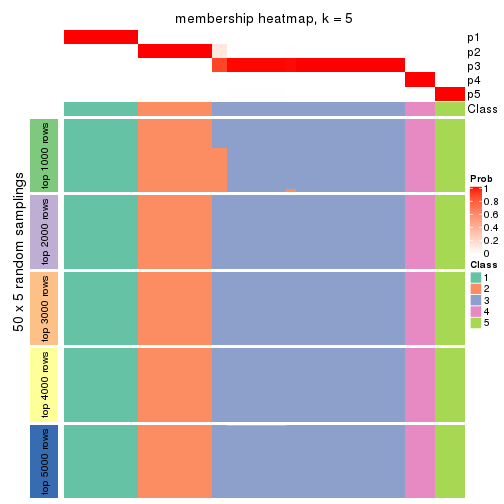 membership heatmap, k = 5
p1
p2
p3
p4
p5
Class
50 x 5 random samplings
top 1000 rows
top 2000 rows
top 3000 rows
top 4000 rows
top 5000 rows
Prob
1
0.8
0.6
0.4
0.2
0
Class
1
2
3
4
5